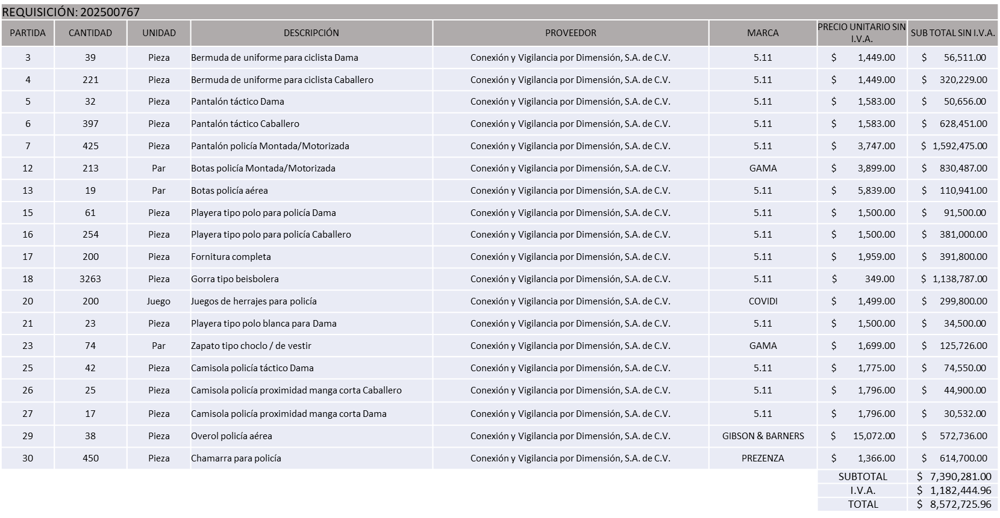 REQUISICIÓN: 202500767
PARTIDA CANTIDAD UNIDAD DESCRIPCIÓN PROVEEDOR MARCA PRECIO UNITARIO SIN I.V.A. SUB TOTAL SIN I.V.A.
3 39 Pieza Bermuda de uniforme para ciclista Dama Conexión y Vigilancia por Dimensión, S.A. de C.V. 5.11 $ 1,449.00 $ 56,511.00
4 221 Pieza Bermuda de uniforme para ciclista Caballero Conexión y Vigilancia por Dimensión, S.A. de C.V. 5.11 $ 1,449.00 $ 320,229.00
5 32 Pieza Pantalón táctico Dama Conexión y Vigilancia por Dimensión, S.A. de C.V. 5.11 $ 1,583.00 $ 50,656.00
6 397 Pieza Pantalón táctico Caballero Conexión y Vigilancia por Dimensión, S.A. de C.V. 5.11 $ 1,583.00 $ 628,451.00
7 425 Pieza Pantalón policía Montada/Motorizada Conexión y Vigilancia por Dimensión, S.A. de C.V. 5.11 $ 3,747.00 $ 1,592,475.00
12 213 Par Botas policía Montada/Motorizada Conexión y Vigilancia por Dimensión, S.A. de C.V. GAMA $ 3,899.00 $ 830,487.00
13 19 Par Botas policía aérea Conexión y Vigilancia por Dimensión, S.A. de C.V. 5.11 $ 5,839.00 $ 110,941.00
15 61 Pieza Playera tipo polo para policía Dama Conexión y Vigilancia por Dimensión, S.A. de C.V. 5.11 $ 1,500.00 $ 91,500.00
16 254 Pieza Playera tipo polo para policía Caballero Conexión y Vigilancia por Dimensión, S.A. de C.V. 5.11 $ 1,500.00 $ 381,000.00
17 200 Pieza Fornitura completa Conexión y Vigilancia por Dimensión, S.A. de C.V. 5.11 $ 1,959.00 $ 391,800.00
18 3263 Pieza Gorra tipo beisbolera Conexión y Vigilancia por Dimensión, S.A. de C.V. 5.11 $ 349.00 $ 1,138,787.00
20 200 Juego Juegos de herrajes para policía Conexión y Vigilancia por Dimensión, S.A. de C.V. COVIDI $ 1,499.00 $ 299,800.00
21 23 Pieza Playera tipo polo blanca para Dama Conexión y Vigilancia por Dimensión, S.A. de C.V. 5.11 $ 1,500.00 $ 34,500.00
23 74 Par Zapato tipo choclo / de vestir Conexión y Vigilancia por Dimensión, S.A. de C.V. GAMA $ 1,699.00 $ 125,726.00
25 42 Pieza Camisola policía táctico Dama Conexión y Vigilancia por Dimensión, S.A. de C.V. 5.11 $ 1,775.00 $ 74,550.00
26 25 Pieza Camisola policía proximidad manga corta Caballero Conexión y Vigilancia por Dimensión, S.A. de C.V. 5.11 $ 1,796.00 $ 44,900.00
27 17 Pieza Camisola policía proximidad manga corta Dama Conexión y Vigilancia por Dimensión, S.A. de C.V. 5.11 $ 1,796.00 $ 30,532.00
29 38 Pieza Overol policía aérea Conexión y Vigilancia por Dimensión, S.A. de C.V. GIBSON & BARNERS $ 15,072.00 $ 572,736.00
30 450 Pieza Chamarra para policía Conexión y Vigilancia por Dimensión, S.A. de C.V. PREZENZA $ 1,366.00 $ 614,700.00
SUBTOTAL $ 7,390,281.00
I.V.A. $ 1,182,444.96
TOTAL $ 8,572,725.96